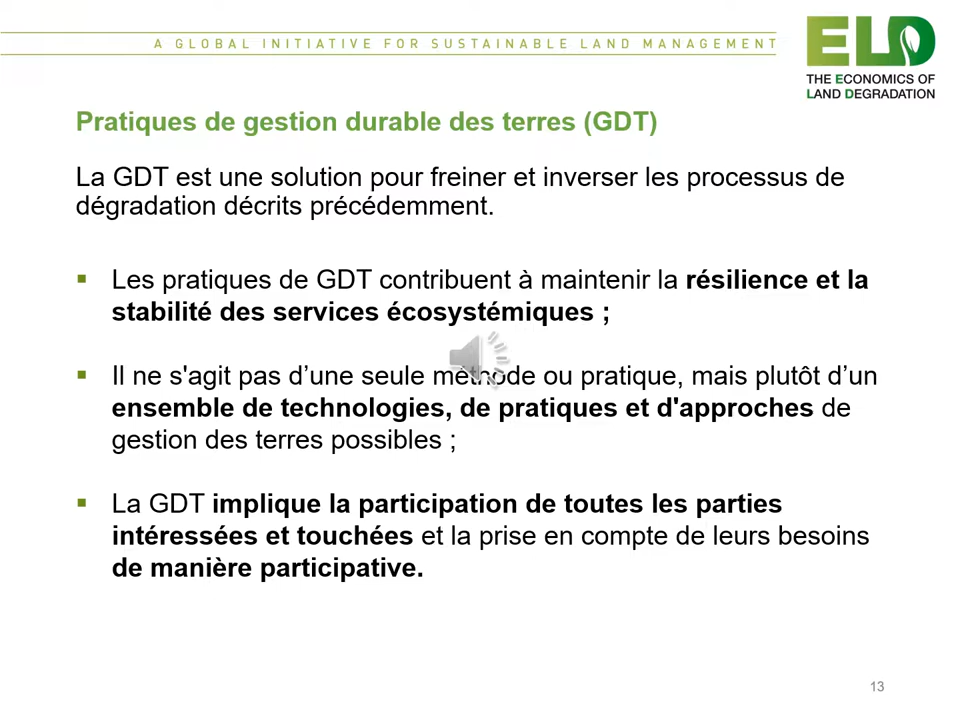 A GLOBAL INITIATIVE FOR SUSTAINABLE LAND MANAGEMENT
ELD
THE ECONOMICS OF
LAND DEGRADATION
Pratiques de gestion durable des terres (GDT)
La GDT est une solution pour freiner et inverser les processus de
dégradation décrits précédemment.
Les pratiques de GDT contribuent à maintenir la résilience et la
stabilité des services écosystémiques ;
Il ne s'agit pas d’une seule méthode ou pratique, mais plutôt d’un
ensemble de technologies, de pratiques et d'approches de
gestion des terres possibles ;
La GDT implique la participation de toutes les parties
intéressées et touchées et la prise en compte de leurs besoins
de manière participative.
13